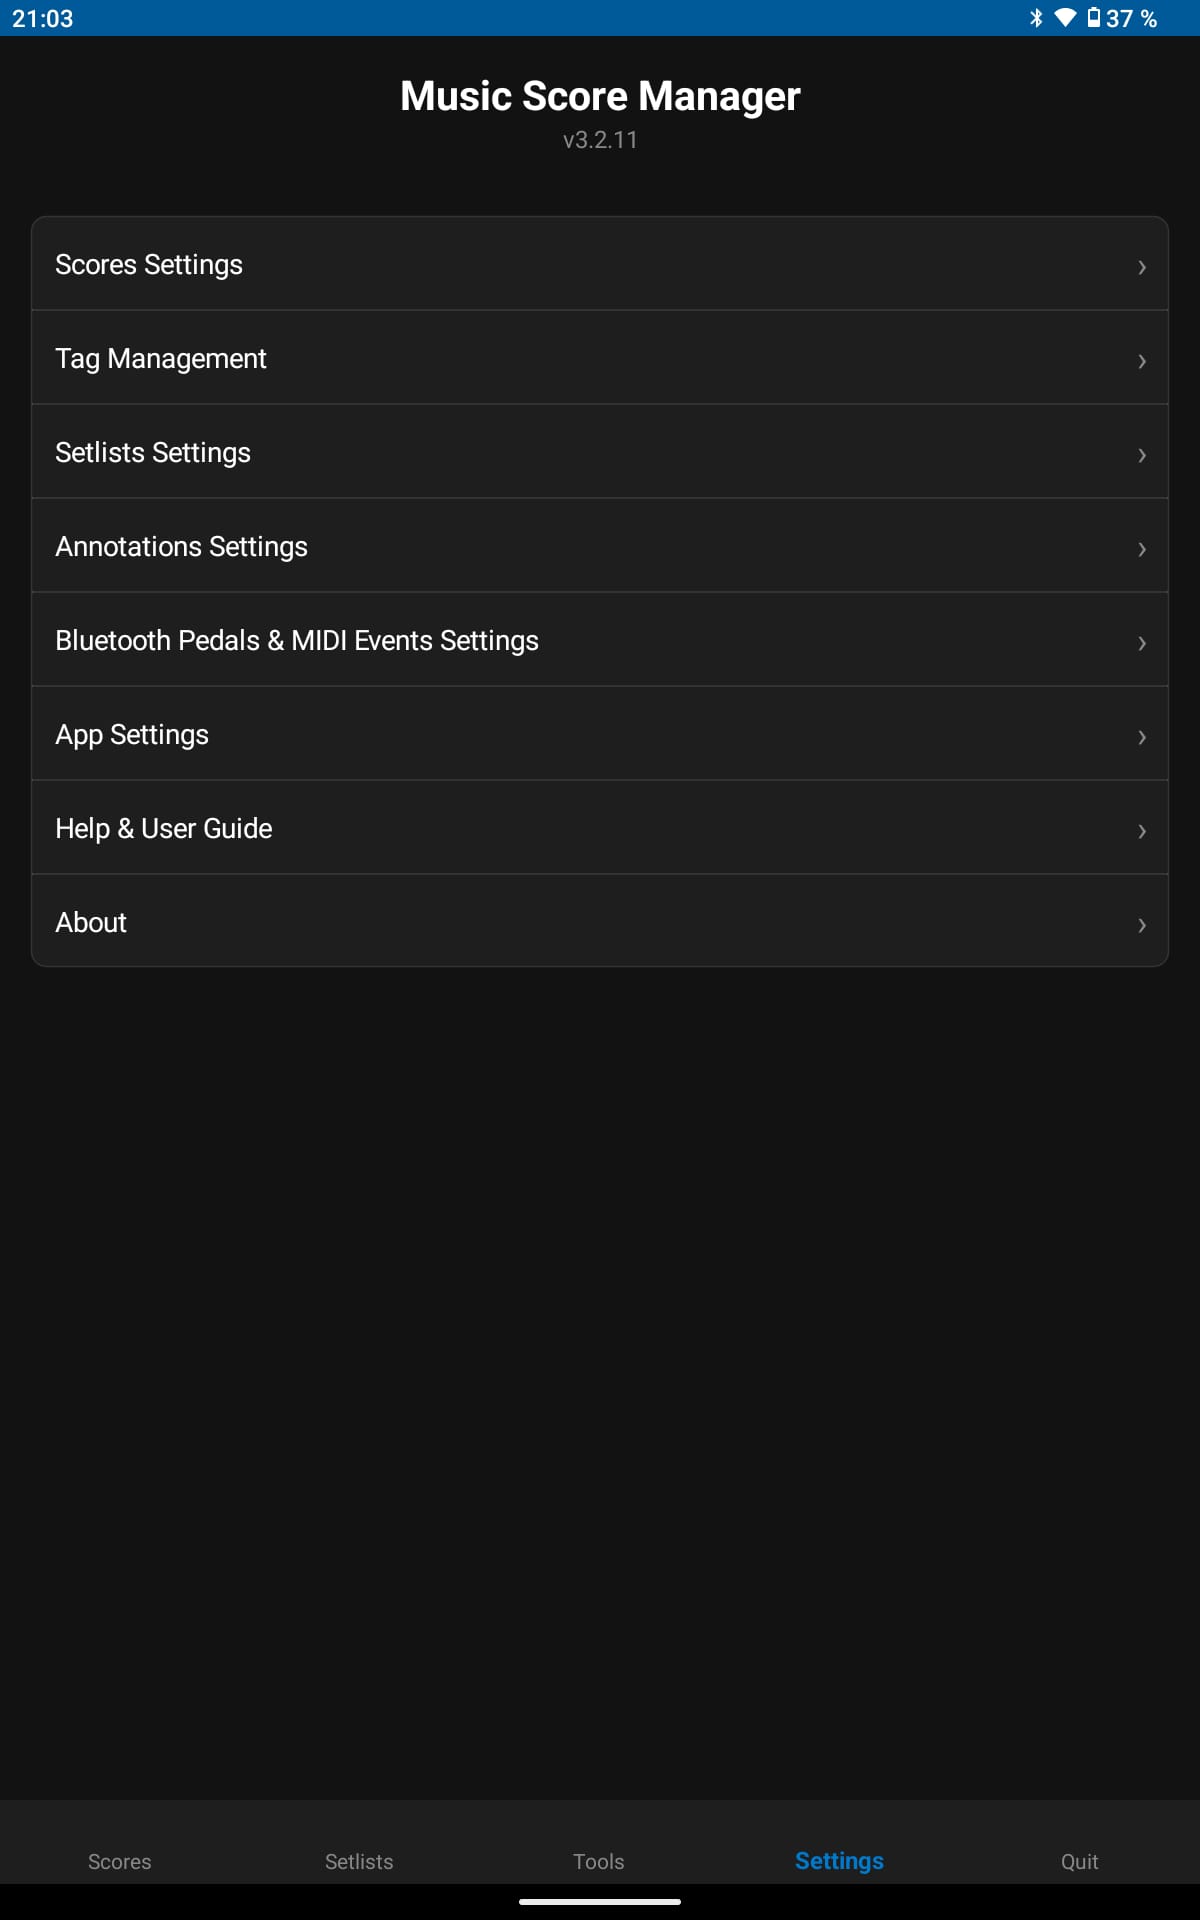 21:03
37 %
Music Score Manager
v3.2.11
Scores Settings
Tag Management
Setlists Settings
Annotations Settings
Bluetooth Pedals & MIDI Events Settings
App Settings
Help & User Guide
About
Scores
Setlists
Tools
Settings
Quit